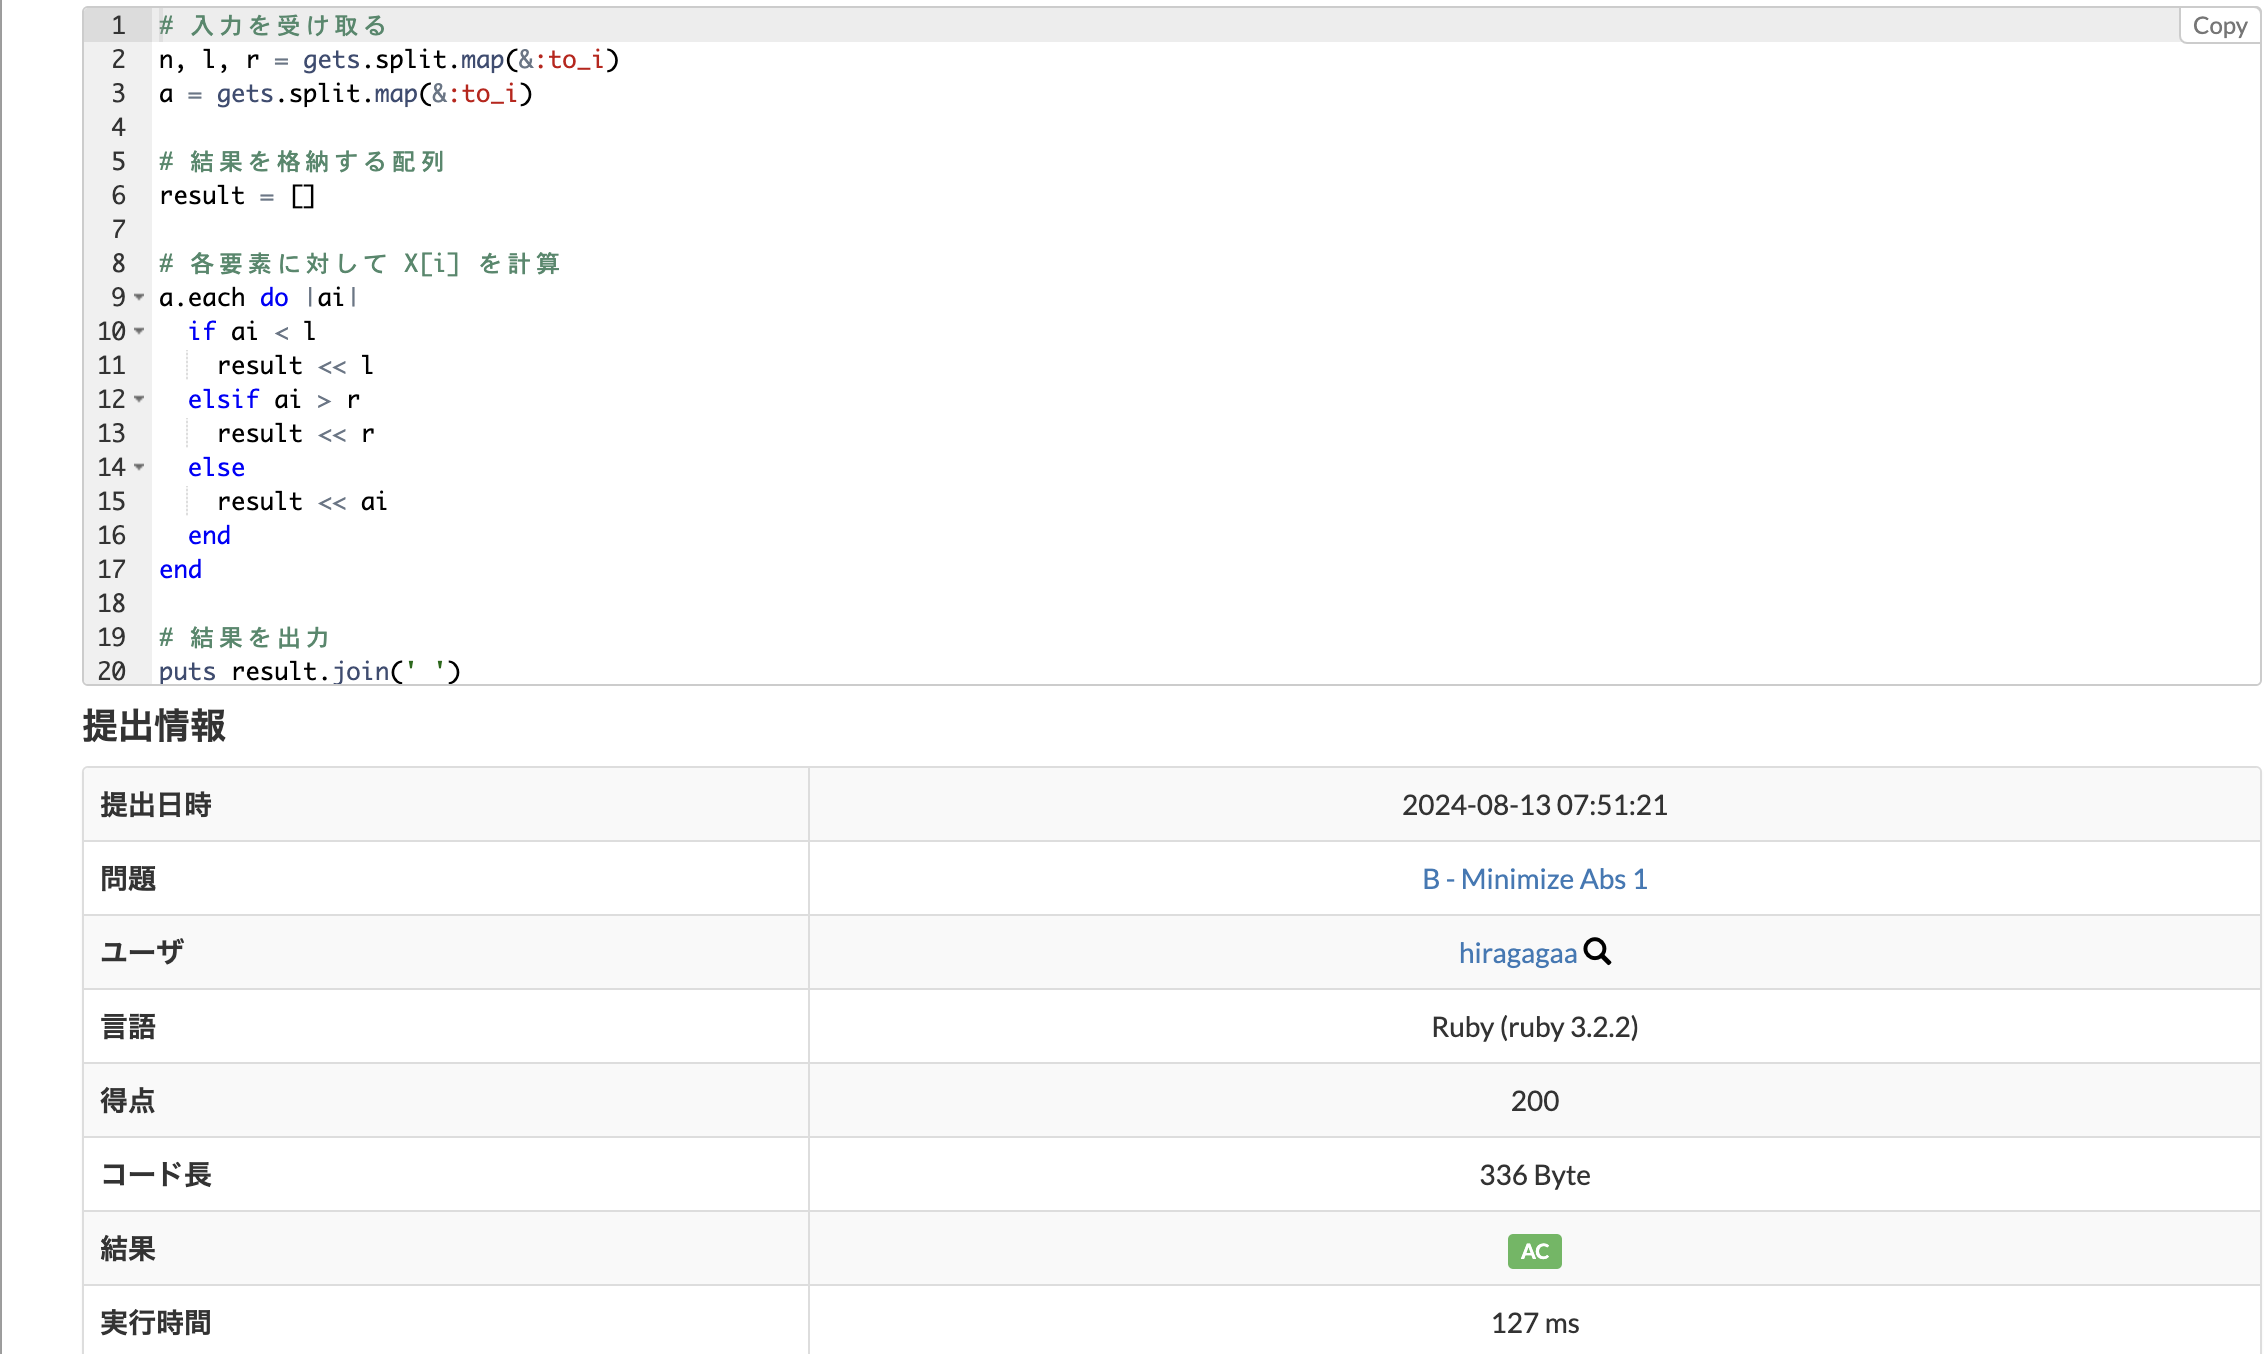 Copy
1 # 入力を受け取る
2 n, l, r = gets.split.map(&:to_i)
3 a = gets.split.map(&:to_i)
4
5 # 結果を格納する配列
6 result = []
7
8 # 各要素に対して X[i] を計算
9 a.each do |ai|
10   if ai < l
11     result << l
12   elsif ai > r
13     result << r
14   else
15     result << ai
16   end
17 end
18
19 # 結果を出力
20 puts result.join(' ')
提出情報
提出日時 2024-08-13 07:51:21
問題 B - Minimize Abs 1
ユーザ hiragagaa
言語 Ruby (ruby 3.2.2)
得点 200
コード長 336 Byte
結果 AC
実行時間 127 ms